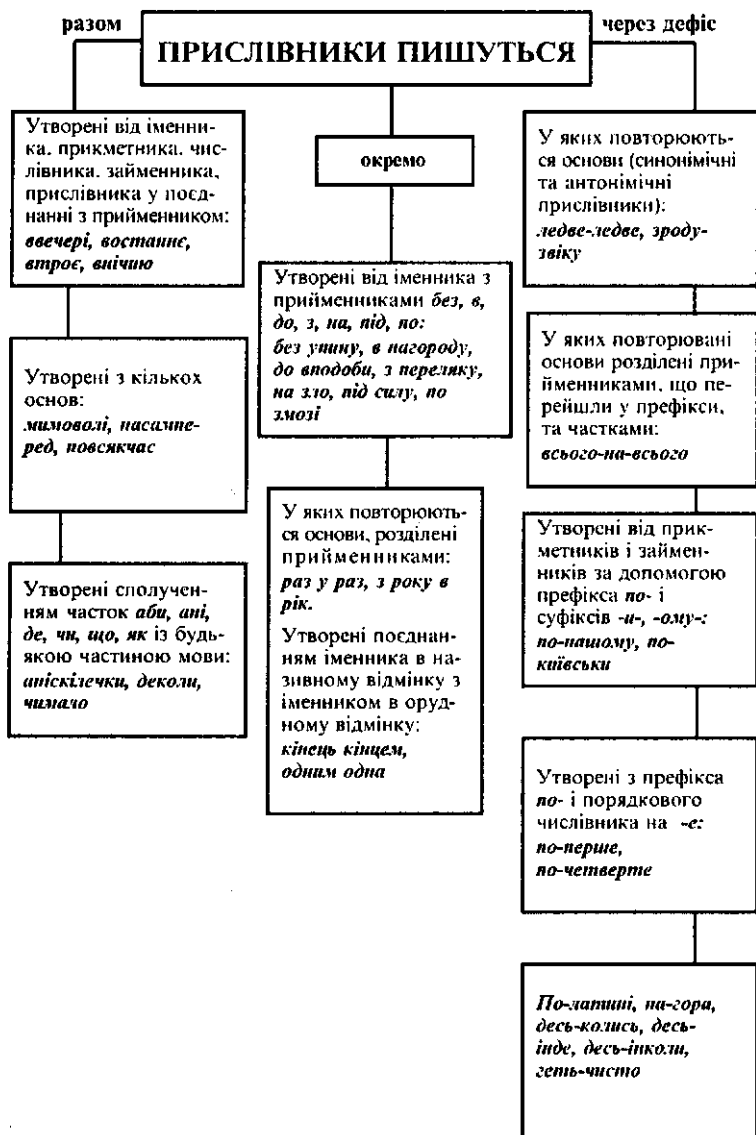 разом
ПРИСЛІВНИКИ ПИШУТЬСЯ
через дефіс
Утворені від іменни-
ка, прикметника, чис-
лівника, займенника,
прислівника у поєд-
нанні з прийменником:
ввечері, востаннє,
втроє, внічию
Утворені з кількох
основ:
мимоволі, насампе-
ред, повсякчас
Утворені сполучен-
ням часток аби, ані,
де, чи, що, як із будь-
якою частиною мови:
аніскілечки, деколи,
чимало
окремо
Утворені від іменника з
прийменниками без, в,
до, з, на, під, по:
без упину, в нагороду,
до вподоби, з переляку,
на зло, під силу, по
змозі
У яких повторюють-
ся основи, розділені
прийменниками:
раз у раз, з року в
рік.
Утворені поєднан-
ням іменника в на-
зивному відмінку з
іменником в оруд-
ному відмінку:
кінець кінцем,
одним одна
У яких повторюють-
ся основи (синонімічні
та антонімічні
прислівники):
ледве-ледве, зроду-
звіку
У яких повторювані
основи розділені при-
йменниками, що пе-
рейшли у префікси,
та частками:
всього-на-всього
Утворені від прик-
метників і займен-
ників за допомогою
префікса по- і
суфіксів -и-, -ому-:
по-нашому, по-
київськи
Утворені з префікса
по- і порядкового
числівника на -е:
по-перше,
по-четверте
По-латині, на-гора,
десь-колись, десь-
інде, десь-інколи,
геть-чисто